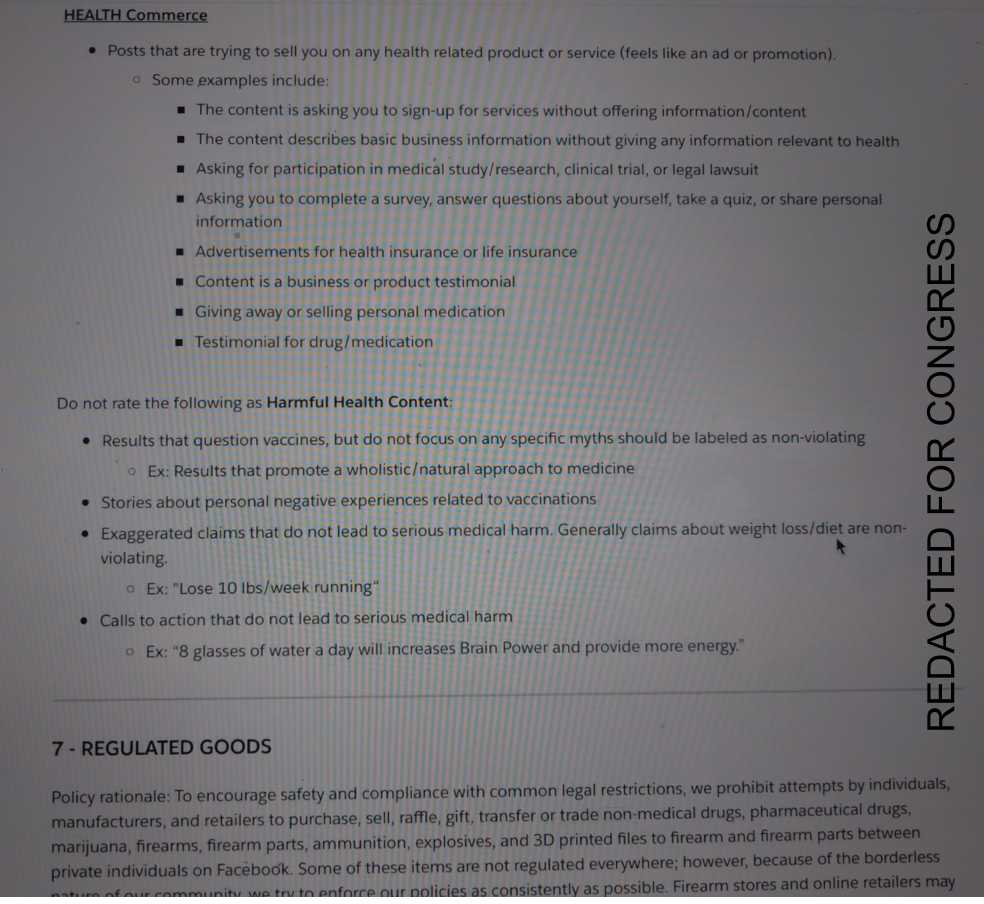 HEALTH Commerce
• Posts that are trying to sell you on any health related product or service (feels like an ad or promotion).
○ Some examples include:
▪ The content is asking you to sign-up for services without offering information/content
▪ The content describes basic business information without giving any information relevant to health
▪ Asking for participation in medical study/research, clinical trial, or legal lawsuit
▪ Asking you to complete a survey, answer questions about yourself, take a quiz, or share personal
information
▪ Advertisements for health insurance or life insurance
▪ Content is a business or product testimonial
▪ Giving away or selling personal medication
▪ Testimonial for drug/medication
Do not rate the following as Harmful Health Content:
• Results that question vaccines, but do not focus on any specific myths should be labeled as non-violating
○ Ex: Results that promote a wholistic/natural approach to medicine
• Stories about personal negative experiences related to vaccinations
• Exaggerated claims that do not lead to serious medical harm. Generally claims about weight loss/diet are non-
violating.
○ Ex: "Lose 10 lbs/week running"
• Calls to action that do not lead to serious medical harm
○ Ex: "8 glasses of water a day will increases Brain Power and provide more energy."
7 - REGULATED GOODS
Policy rationale: To encourage safety and compliance with common legal restrictions, we prohibit attempts by individuals,
manufacturers, and retailers to purchase, sell, raffle, gift, transfer or trade non-medical drugs, pharmaceutical drugs,
marijuana, firearms, firearm parts, ammunition, explosives, and 3D printed files to firearm and firearm parts between
private individuals on Facebook. Some of these items are not regulated everywhere; however, because of the borderless
nature of our community, we try to enforce our policies as consistently as possible. Firearm stores and online retailers may
REDACTED FOR CONGRESS